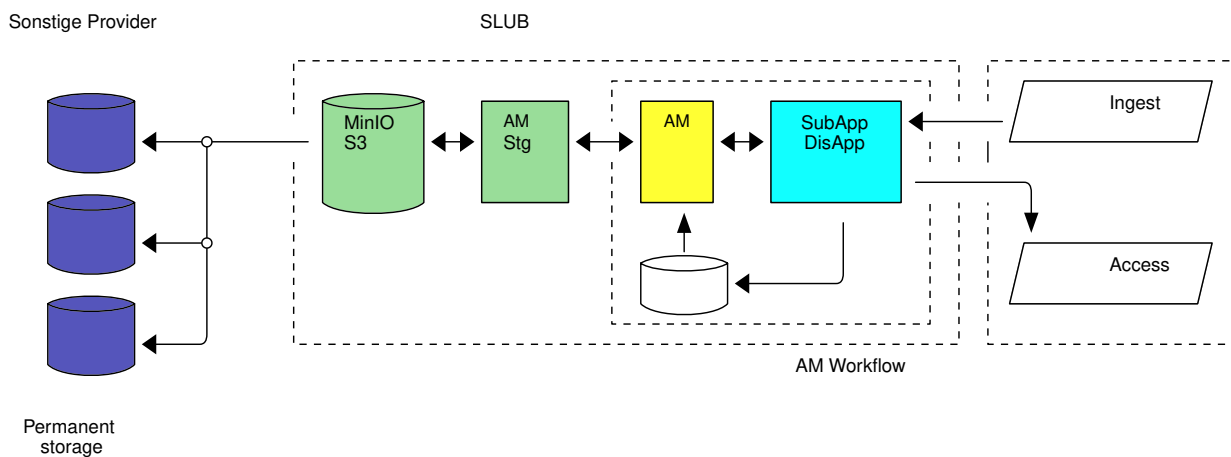 Sonstige Provider
SLUB
MinIO
S3
AM
Stg
AM
SubApp
DisApp
Ingest
Access
AM Workflow
Permanent
storage